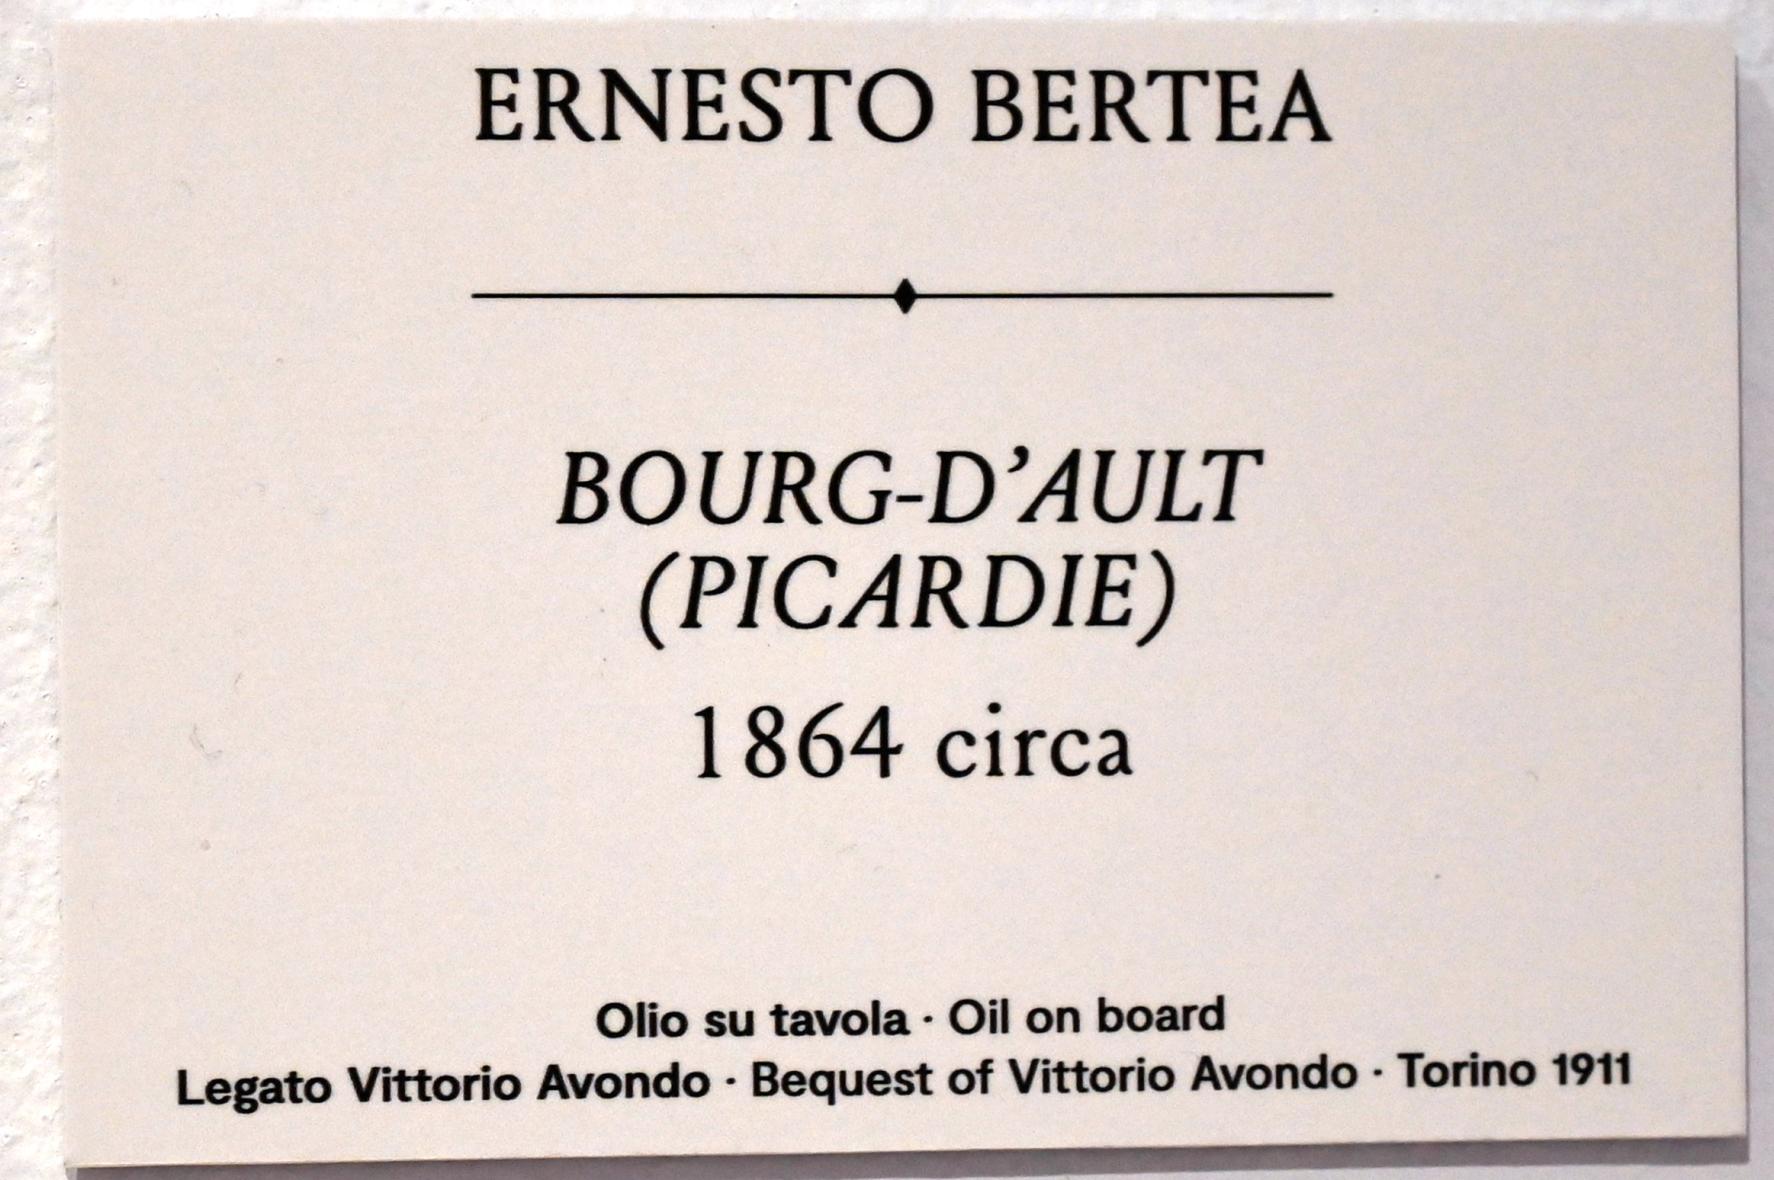 ERNESTO BERTEA
BOURG-D’AULT
(PICARDIE)
1864 circa
Olio su tavola · Oil on board
Legato Vittorio Avondo · Bequest of Vittorio Avondo · Torino 1911